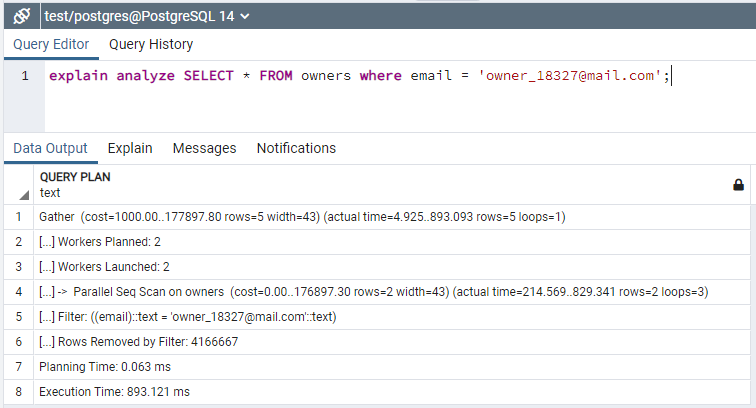 test/postgres@PostgreSQL 14
Query Editor Query History
1 explain analyze SELECT * FROM owners where email = 'owner_18327@mail.com';
Data Output Explain Messages Notifications
QUERY PLAN
text
1 Gather (cost=1000.00..177897.80 rows=5 width=43) (actual time=4.925..893.093 rows=5 loops=1)
2 [...] Workers Planned: 2
3 [...] Workers Launched: 2
4 [...] -> Parallel Seq Scan on owners (cost=0.00..176897.30 rows=2 width=43) (actual time=214.569..829.341 rows=2 loops=3)
5 [...] Filter: ((email)::text = 'owner_18327@mail.com'::text)
6 [...] Rows Removed by Filter: 4166667
7 Planning Time: 0.063 ms
8 Execution Time: 893.121 ms